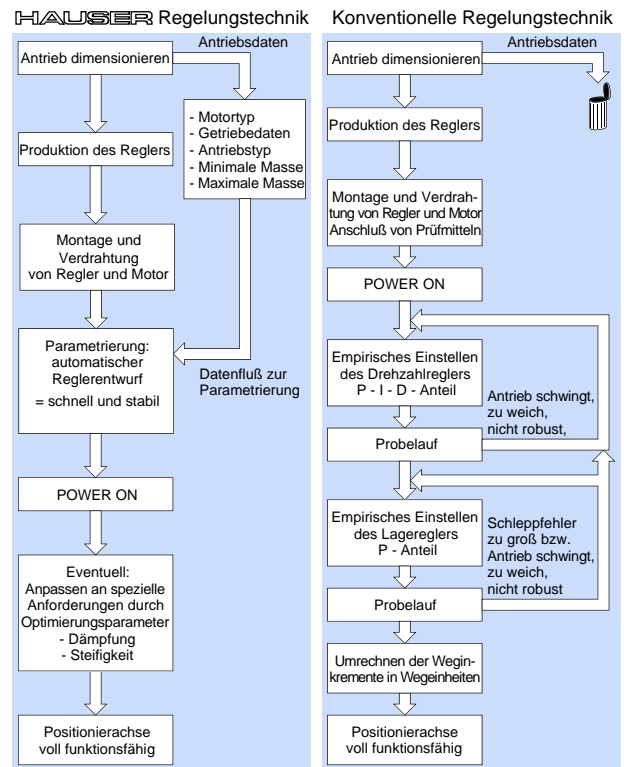 HAUSER Regelungstechnik
Antriebsdaten
Antrieb dimensionieren
- Motortyp
- Getriebedaten
- Antriebstyp
- Minimale Masse
- Maximale Masse
Produktion des Reglers
Montage und
Verdrahtung
von Regler und Motor
Parametrierung:
automatischer
Reglerentwurf
= schnell und stabil
Datenfluß zur
Parametrierung
POWER ON
Eventuell:
Anpassen an spezielle
Anforderungen durch
Optimierungsparameter
- Dämpfung
- Steifigkeit
Positionierachse
voll funktionsfähig
Konventionelle Regelungstechnik
Antriebsdaten
Antrieb dimensionieren
Produktion des Reglers
Montage und Verdrah-
tung von Regler und Motor
Anschluß von Prüfmitteln
POWER ON
Empirisches Einstellen
des Drehzahlreglers
P - I - D - Anteil
Antrieb schwingt,
zu weich,
nicht robust,
Probelauf
Empirisches Einstellen
des Lagereglers
P - Anteil
Schleppfehler
zu groß bzw.
Antrieb schwingt,
zu weich,
nicht robust
Probelauf
Umrechnen der Wegin-
kremente in Wegeinheiten
Positionierachse
voll funktionsfähig